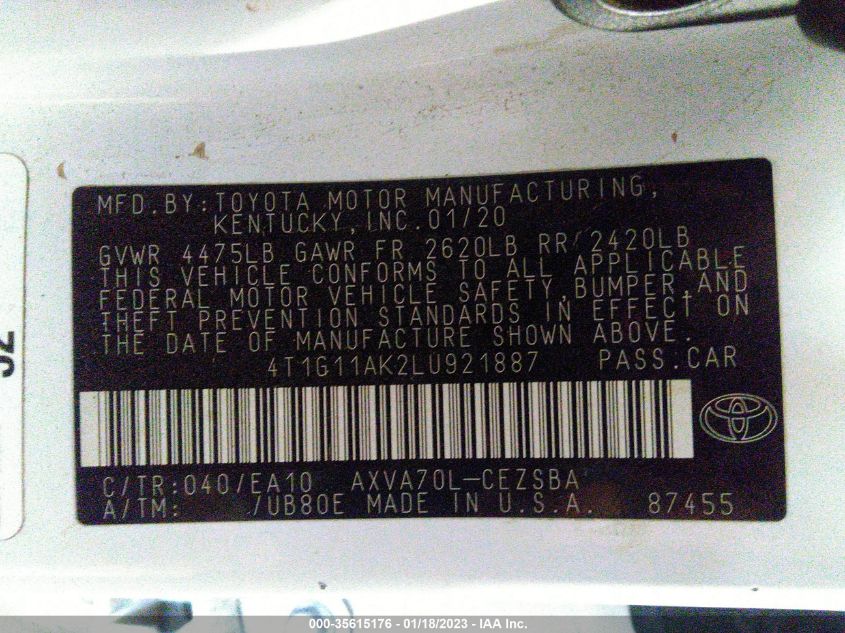 MFD. BY: TOYOTA MOTOR MANUFACTURING,
KENTUCKY, INC. 01/20
GVWR 4475LB GAWR FR 2620LB RR 2420LB
THIS VEHICLE CONFORMS TO ALL APPLICABLE
FEDERAL MOTOR VEHICLE SAFETY, BUMPER, AND
THEFT PREVENTION STANDARDS IN EFFECT ON
THE DATE OF MANUFACTURE SHOWN ABOVE.
4T1G11AK2LU921887 PASS. CAR
C/TR: 040/EA10 AXVA70L-CEZSBA
A/TM: /UB80E MADE IN U.S.A. 87455
000-35615176 - 01/18/2023 - IAA Inc.